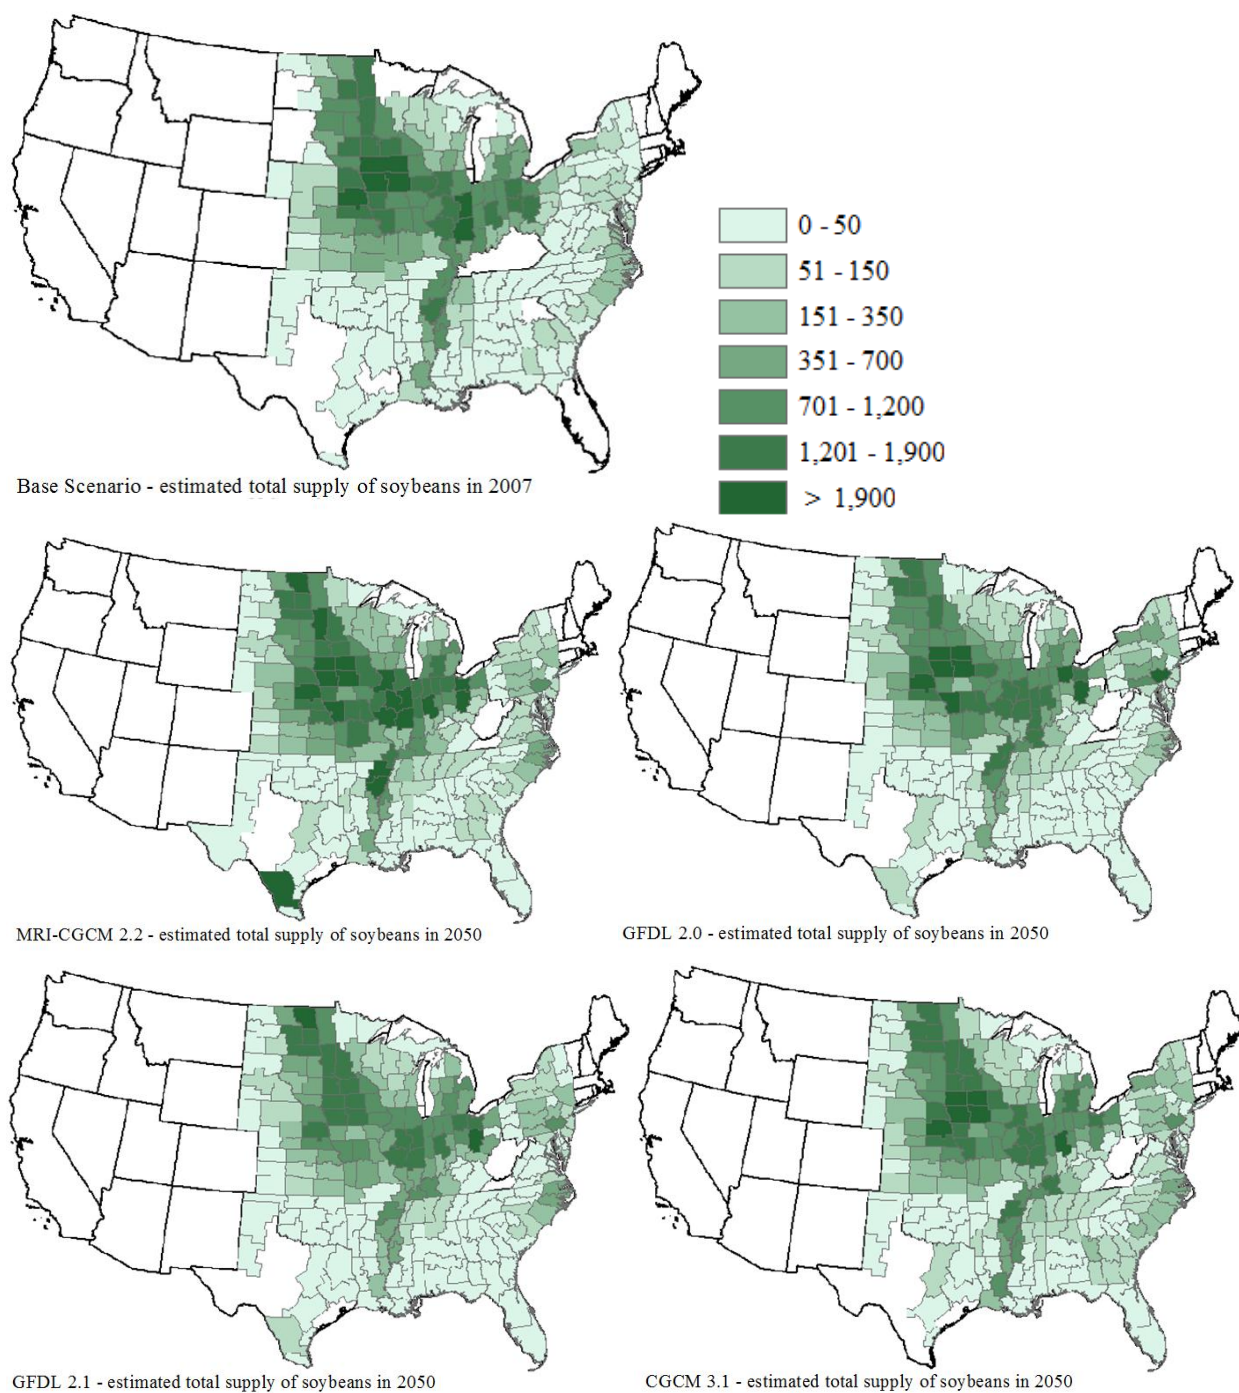 0 - 50
51 - 150
151 - 350
351 - 700
701 - 1,200
1,201 - 1,900
> 1,900
Base Scenario - estimated total supply of soybeans in 2007
MRI-CGCM 2.2 - estimated total supply of soybeans in 2050
GFDL 2.0 - estimated total supply of soybeans in 2050
GFDL 2.1 - estimated total supply of soybeans in 2050
CGCM 3.1 - estimated total supply of soybeans in 2050